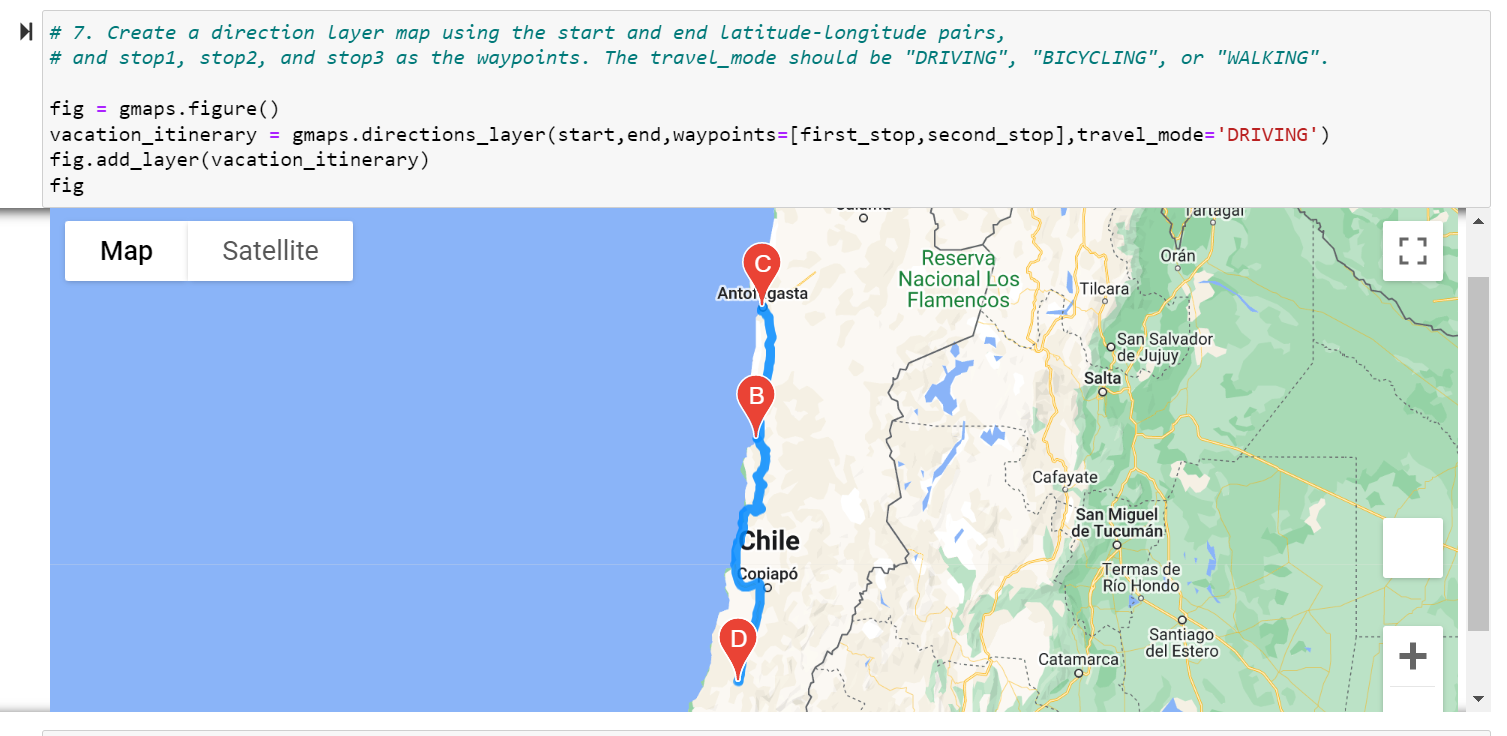 # 7. Create a direction layer map using the start and end latitude-longitude pairs,
# and stop1, stop2, and stop3 as the waypoints. The travel_mode should be "DRIVING", "BICYCLING", or "WALKING".
fig = gmaps.figure()
vacation_itinerary = gmaps.directions_layer(start,end,waypoints=[first_stop,second_stop],travel_mode='DRIVING')
fig.add_layer(vacation_itinerary)
fig
Map
Satellite
Tartagal
C
Orán
Reserva
Nacional Los
Flamencos
Tilcara
San Salvador
de Jujuy
Salta
B
Cafayate
San Miguel
de Tucumán
Chile
Copiapó
Termas de
Río Hondo
D
Santiago
del Estero
Catamarca
+